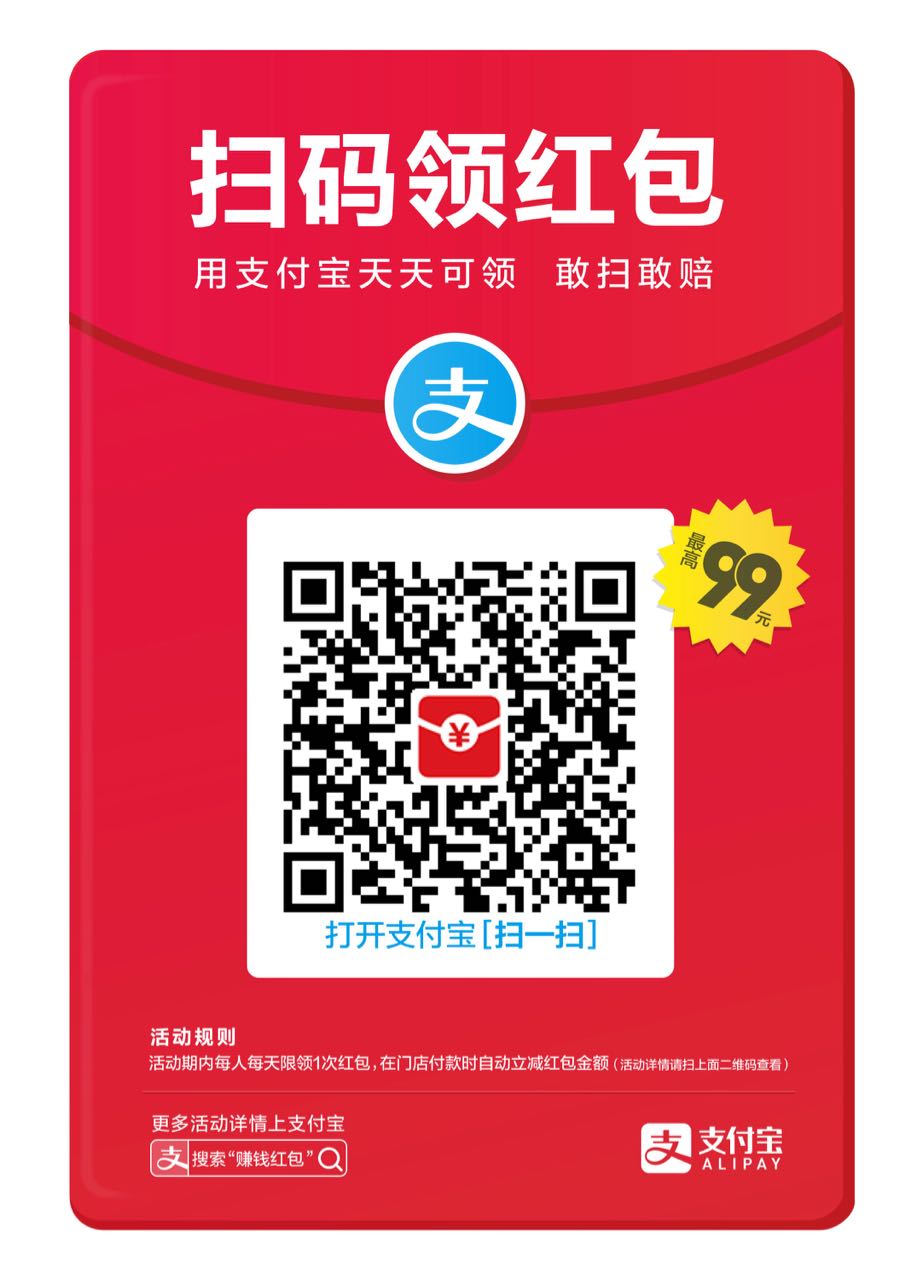 扫码领红包
用支付宝天天可领 敢扫敢赔
支
最高99元
¥
打开支付宝[扫一扫]
活动规则
活动期内每人每天限领1次红包,在门店付款时自动立减红包金额(活动详情请扫上面二维码查看)
更多活动详情上支付宝
支 搜索“赚钱红包”
支 支付宝
ALIPAY